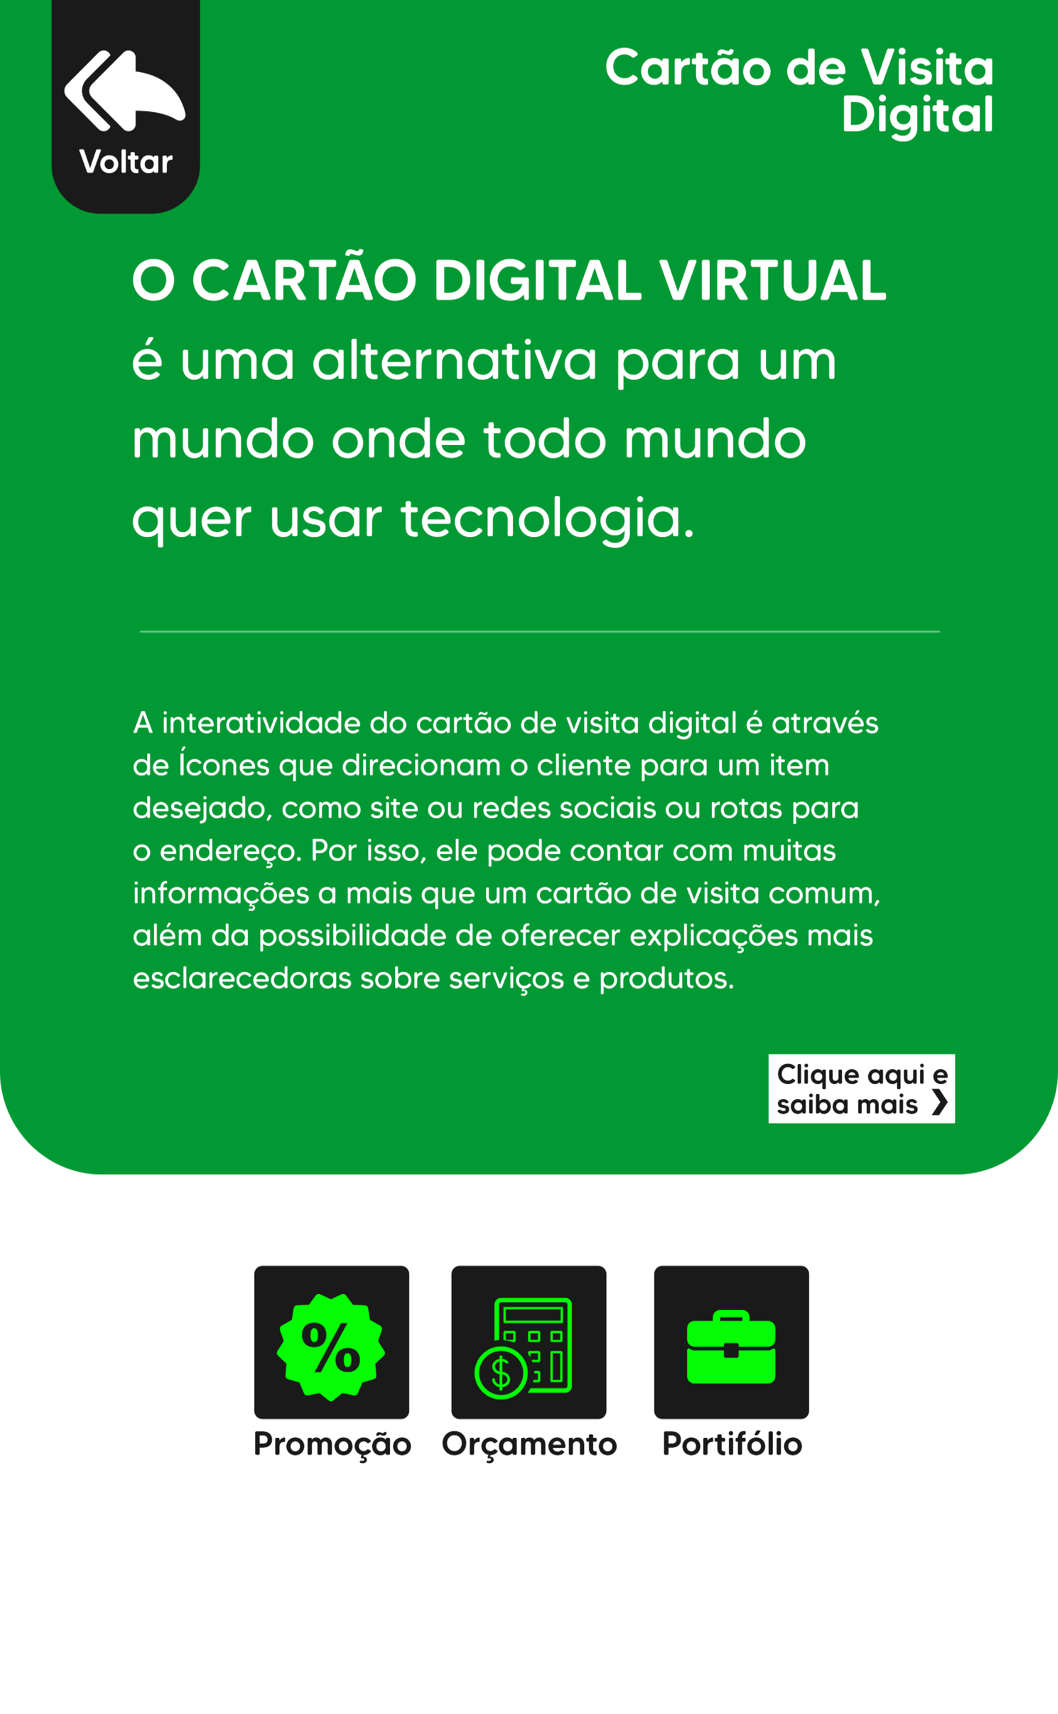 Voltar
Cartão de Visita
Digital
O CARTÃO DIGITAL VIRTUAL
é uma alternativa para um
mundo onde todo mundo
quer usar tecnologia.
A interatividade do cartão de visita digital é através
de Ícones que direcionam o cliente para um item
desejado, como site ou redes sociais ou rotas para
o endereço. Por isso, ele pode contar com muitas
informações a mais que um cartão de visita comum,
além da possibilidade de oferecer explicações mais
esclarecedoras sobre serviços e produtos.
Clique aqui e
saiba mais ❯
%
$
Promoção
Orçamento
Portifólio